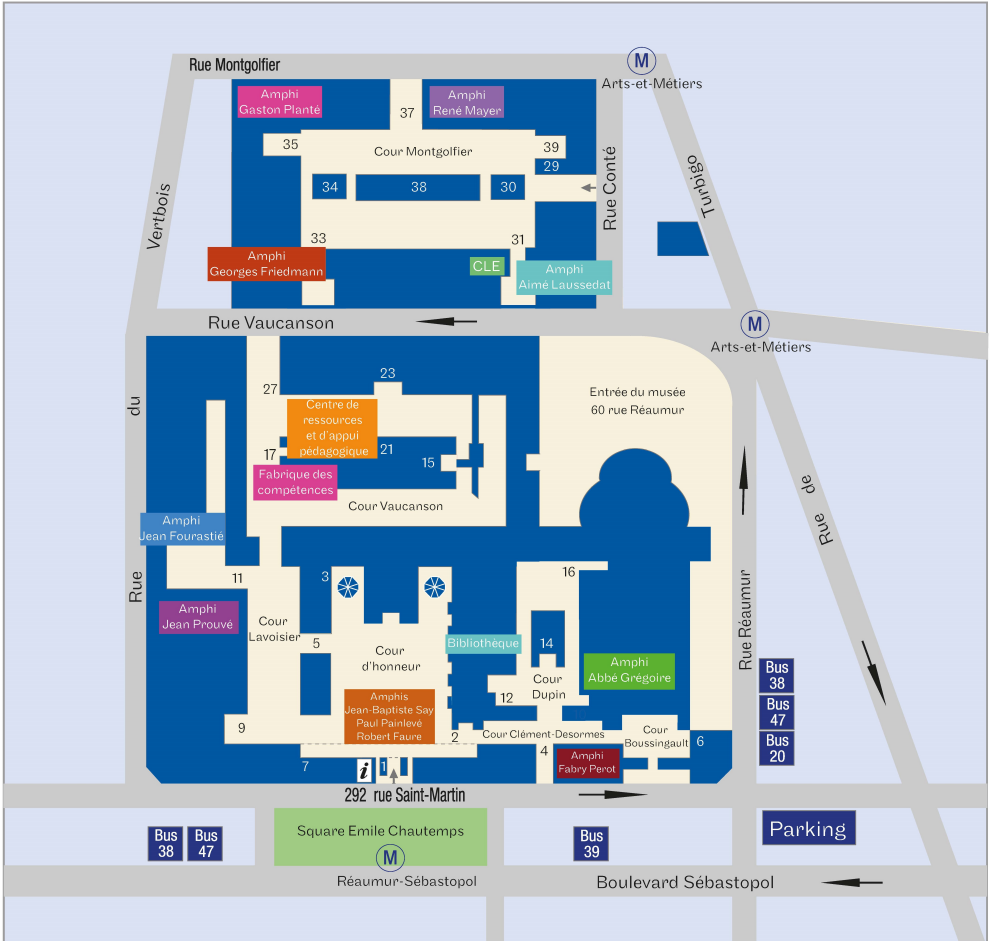 Rue Montgolfier
M
Arts-et-Métiers
Amphi
Gaston Planté
37
Amphi
René Mayer
35
Cour Montgolfier
39
29
34
38
30
Rue Conté
Turbigo
Vertbois
33
31
Amphi
Georges Friedmann
CLE
Amphi
Aimé Laussedat
Rue Vaucanson
M
Arts-et-Métiers
23
27
Entrée du musée
60 rue Réaumur
du
Centre de
ressources
et d'appui
pédagogique
21
17
15
Fabrique des
compétences
Cour Vaucanson
de
Rue
Amphi
Jean Fourastié
11
3
16
Rue
Rue Réaumur
Amphi
Jean Prouvé
Cour
Lavoisier
5
Cour
d'honneur
Bibliothèque
14
Amphi
Abbé Grégoire
Cour
Dupin
12
Bus
38
Bus
47
Bus
20
Amphis
Jean-Baptiste Say
Paul Painlevé
Robert Faure
9
2
Cour Clément-Desormes
Cour
Boussingault
6
4
7
i
1
Amphi
Fabry Perot
292 rue Saint-Martin
Square Emile Chautemps
Bus
38
Bus
47
M
Réaumur-Sébastopol
Bus
39
Parking
Boulevard Sébastopol